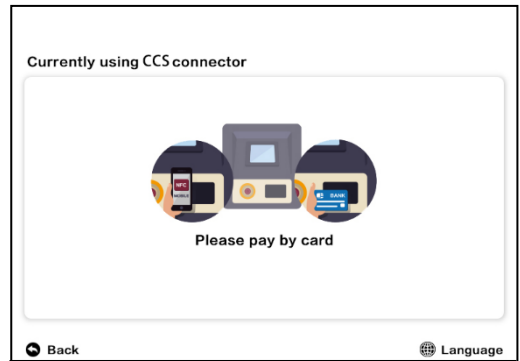 Currently using CCS connector
NFC
MOBILE
BANK
Please pay by card
Back
Language